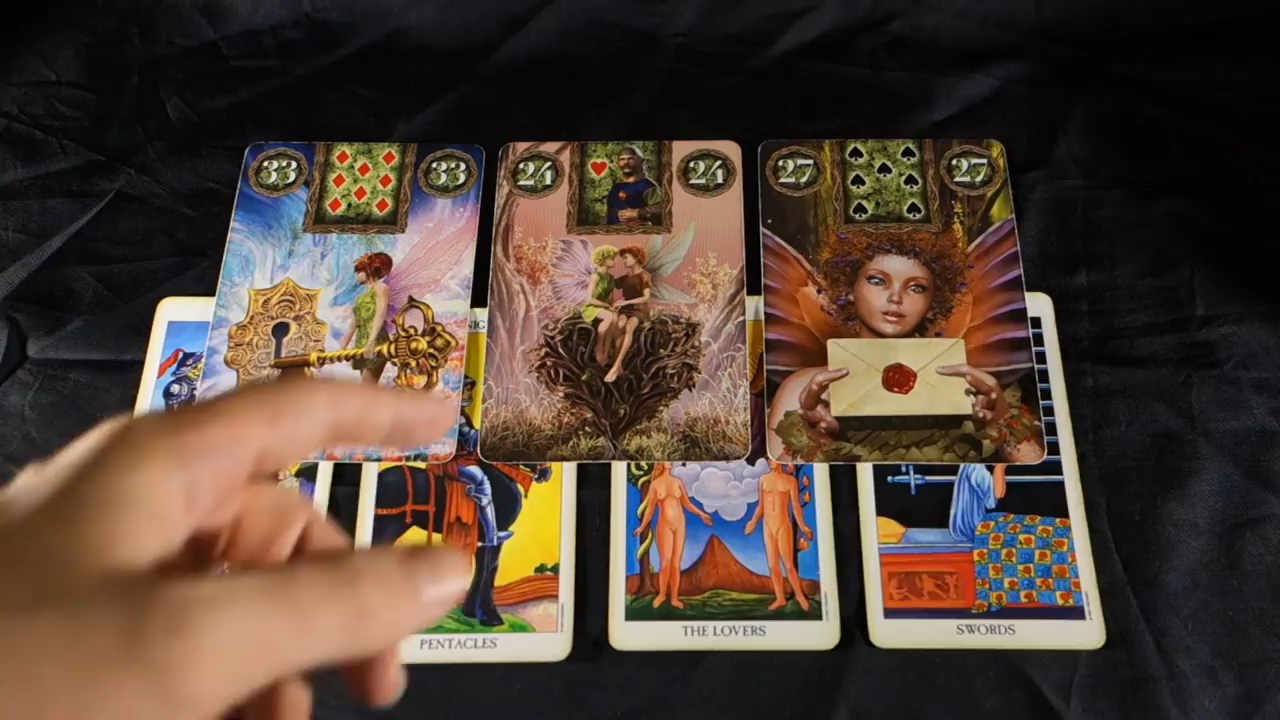 33 33
24 24
27 27
PENTACLES
THE LOVERS
SWORDS